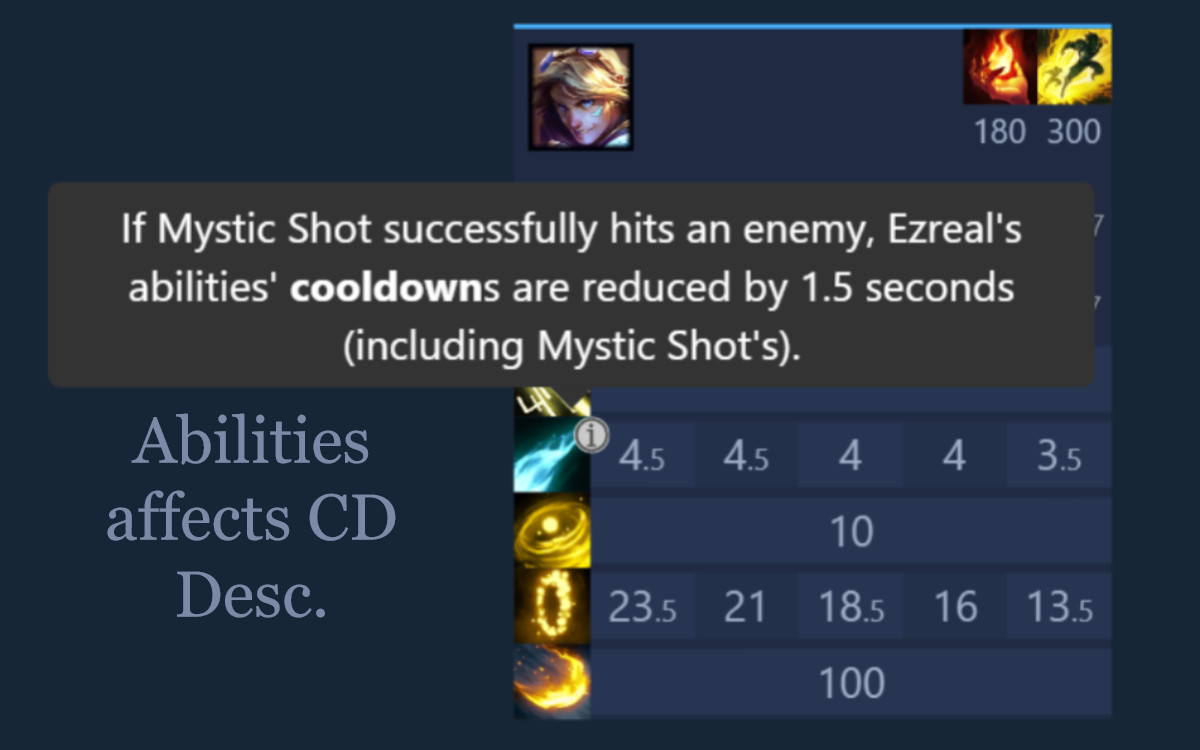 180 300
If Mystic Shot successfully hits an enemy, Ezreal's
abilities' cooldowns are reduced by 1.5 seconds
(including Mystic Shot's).
7
7
Abilities
affects CD
Desc.
i
4.5 4.5 4 4 3.5
10
23.5 21 18.5 16 13.5
100